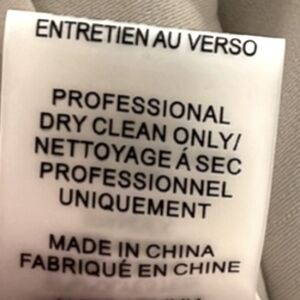 ENTRETIEN AU VERSO
PROFESSIONAL
DRY CLEAN ONLY/
NETTOYAGE Á SEC
PROFESSIONNEL
UNIQUEMENT
MADE IN CHINA
FABRIQUÉ EN CHINE